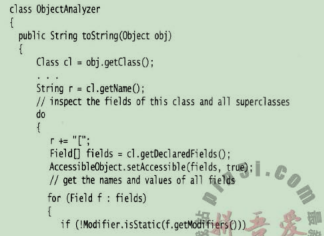 class ObjectAnalyzer
{
public String toString(Object obj)
{
Class cl = obj.getClass();
. . .
String r = cl.getName();
// inspect the fields of this class and all superclasses
do
{
r += "[";
Field[] fields = cl.getDeclaredFields();
AccessibleObject.setAccessible(fields, true);
// get the names and values of all fields
for (Field f : fields)
{
if (!Modifier.isStatic(f.getModifiers()))